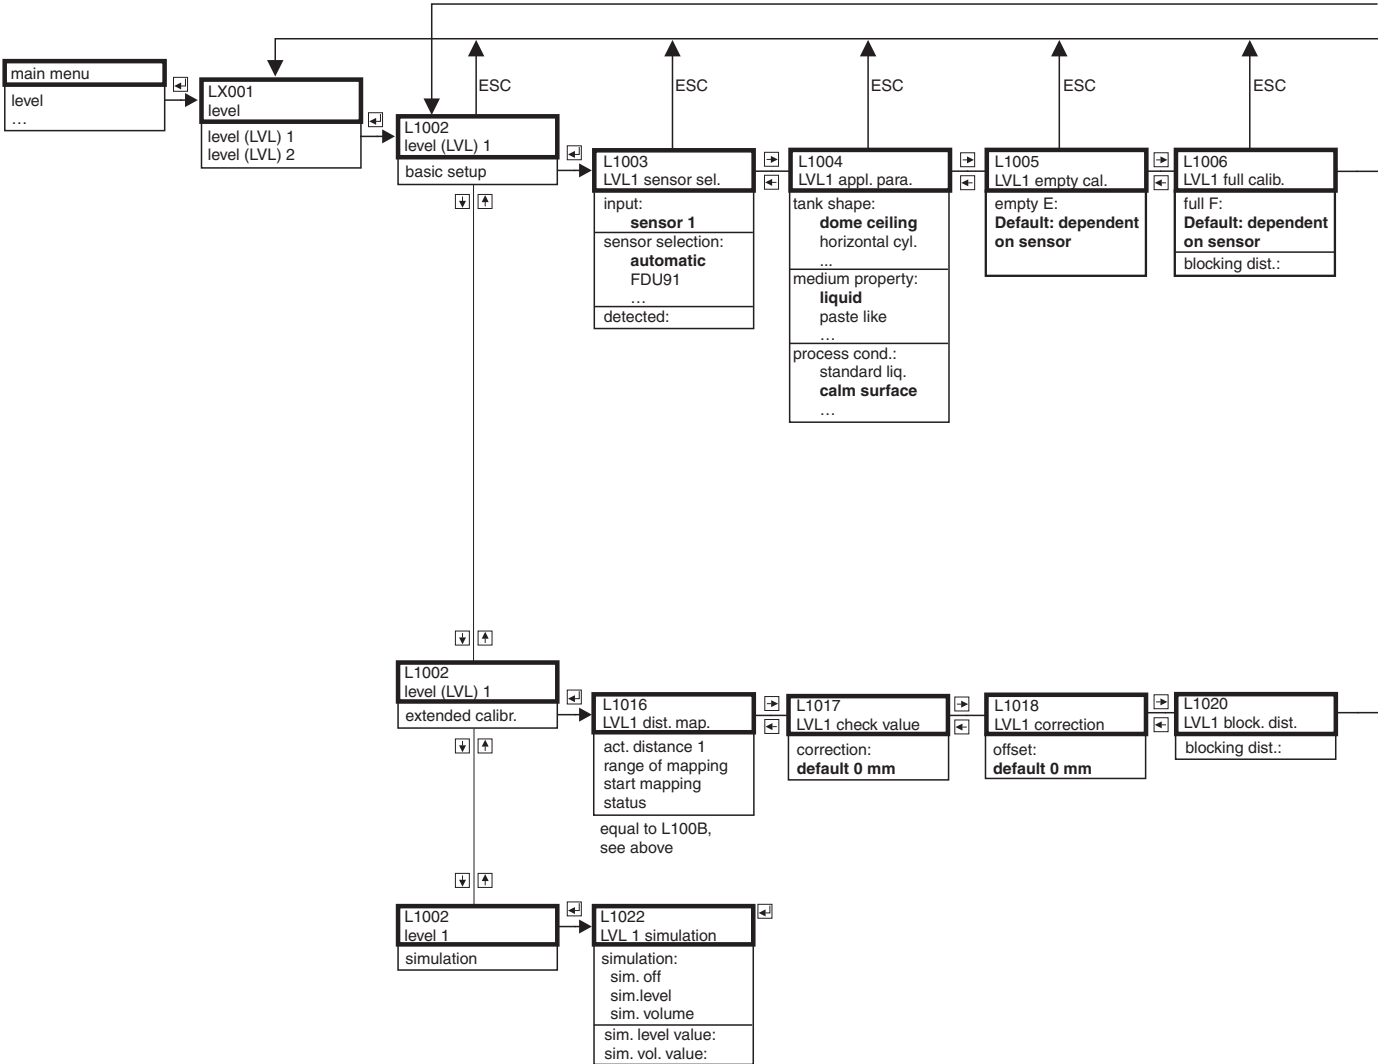 main menu
level
…
LX001
level
level (LVL) 1
level (LVL) 2
L1002
level (LVL) 1
basic setup
ESC
ESC
ESC
ESC
ESC
L1003
LVL1 sensor sel.
input:
sensor 1
sensor selection:
automatic
FDU91
…
detected:
L1004
LVL1 appl. para.
tank shape:
dome ceiling
horizontal cyl.
...
medium property:
liquid
paste like
…
process cond.:
standard liq.
calm surface
…
L1005
LVL1 empty cal.
empty E:
Default: dependent
on sensor
L1006
LVL1 full calib.
full F:
Default: dependent
on sensor
blocking dist.:
L1002
level (LVL) 1
extended calibr.
L1016
LVL1 dist. map.
act. distance 1
range of mapping
start mapping
status
equal to L100B,
see above
L1017
LVL1 check value
correction:
default 0 mm
L1018
LVL1 correction
offset:
default 0 mm
L1020
LVL1 block. dist.
blocking dist.:
L1002
level 1
simulation
L1022
LVL 1 simulation
simulation:
sim. off
sim.level
sim. volume
sim. level value:
sim. vol. value: